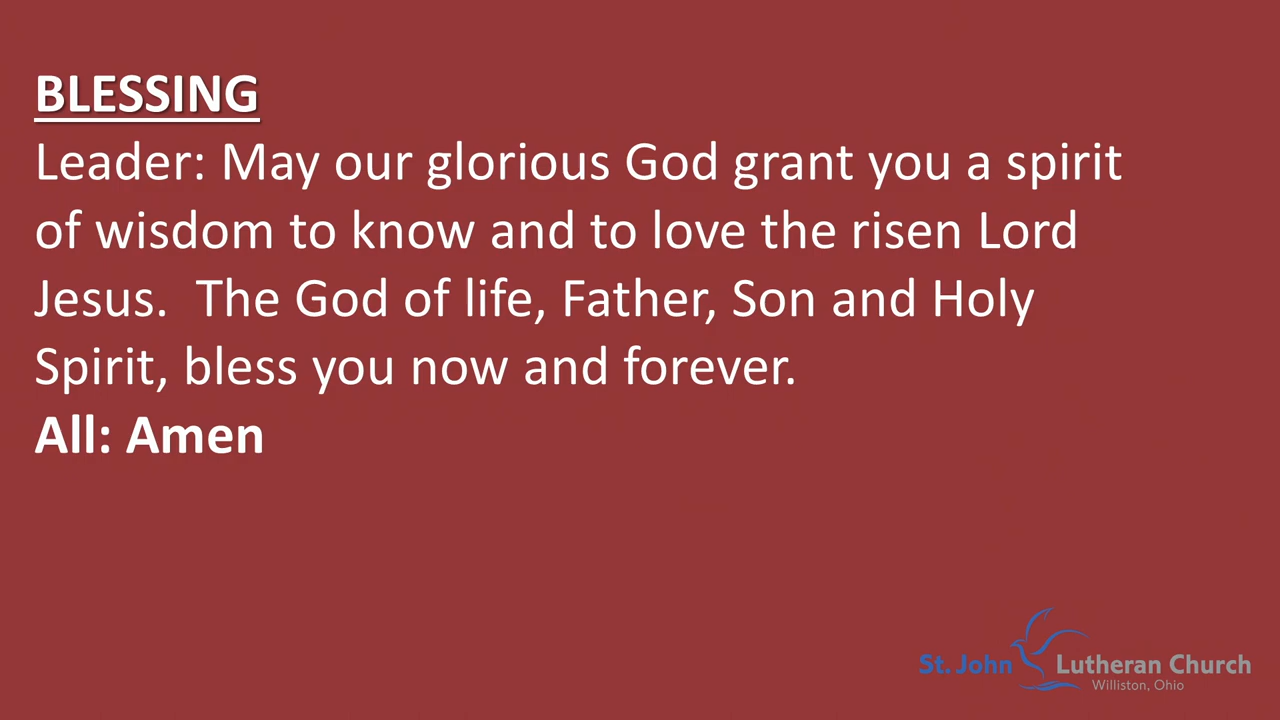 BLESSING
Leader: May our glorious God grant you a spirit
of wisdom to know and to love the risen Lord
Jesus.  The God of life, Father, Son and Holy
Spirit, bless you now and forever.
All: Amen
St. John Lutheran Church
Williston, Ohio